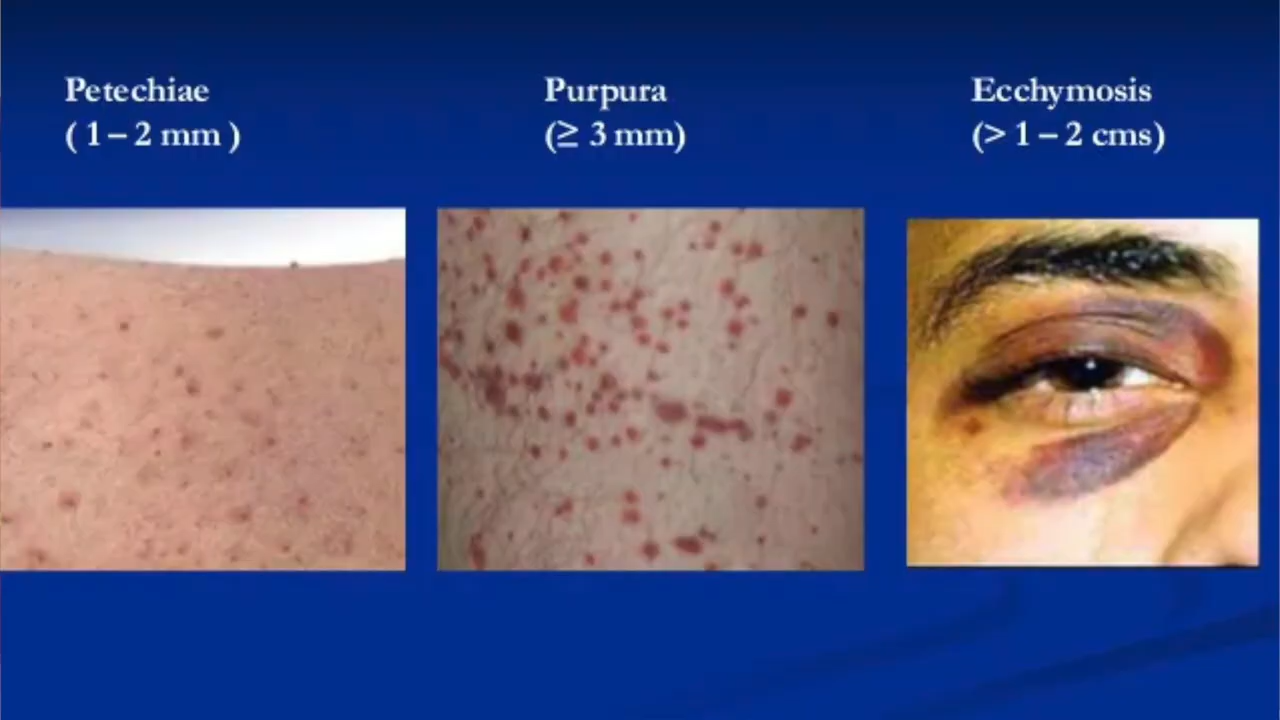 Petechiae
( 1 – 2 mm )
Purpura
(≥ 3 mm)
Ecchymosis
(> 1 – 2 cms)